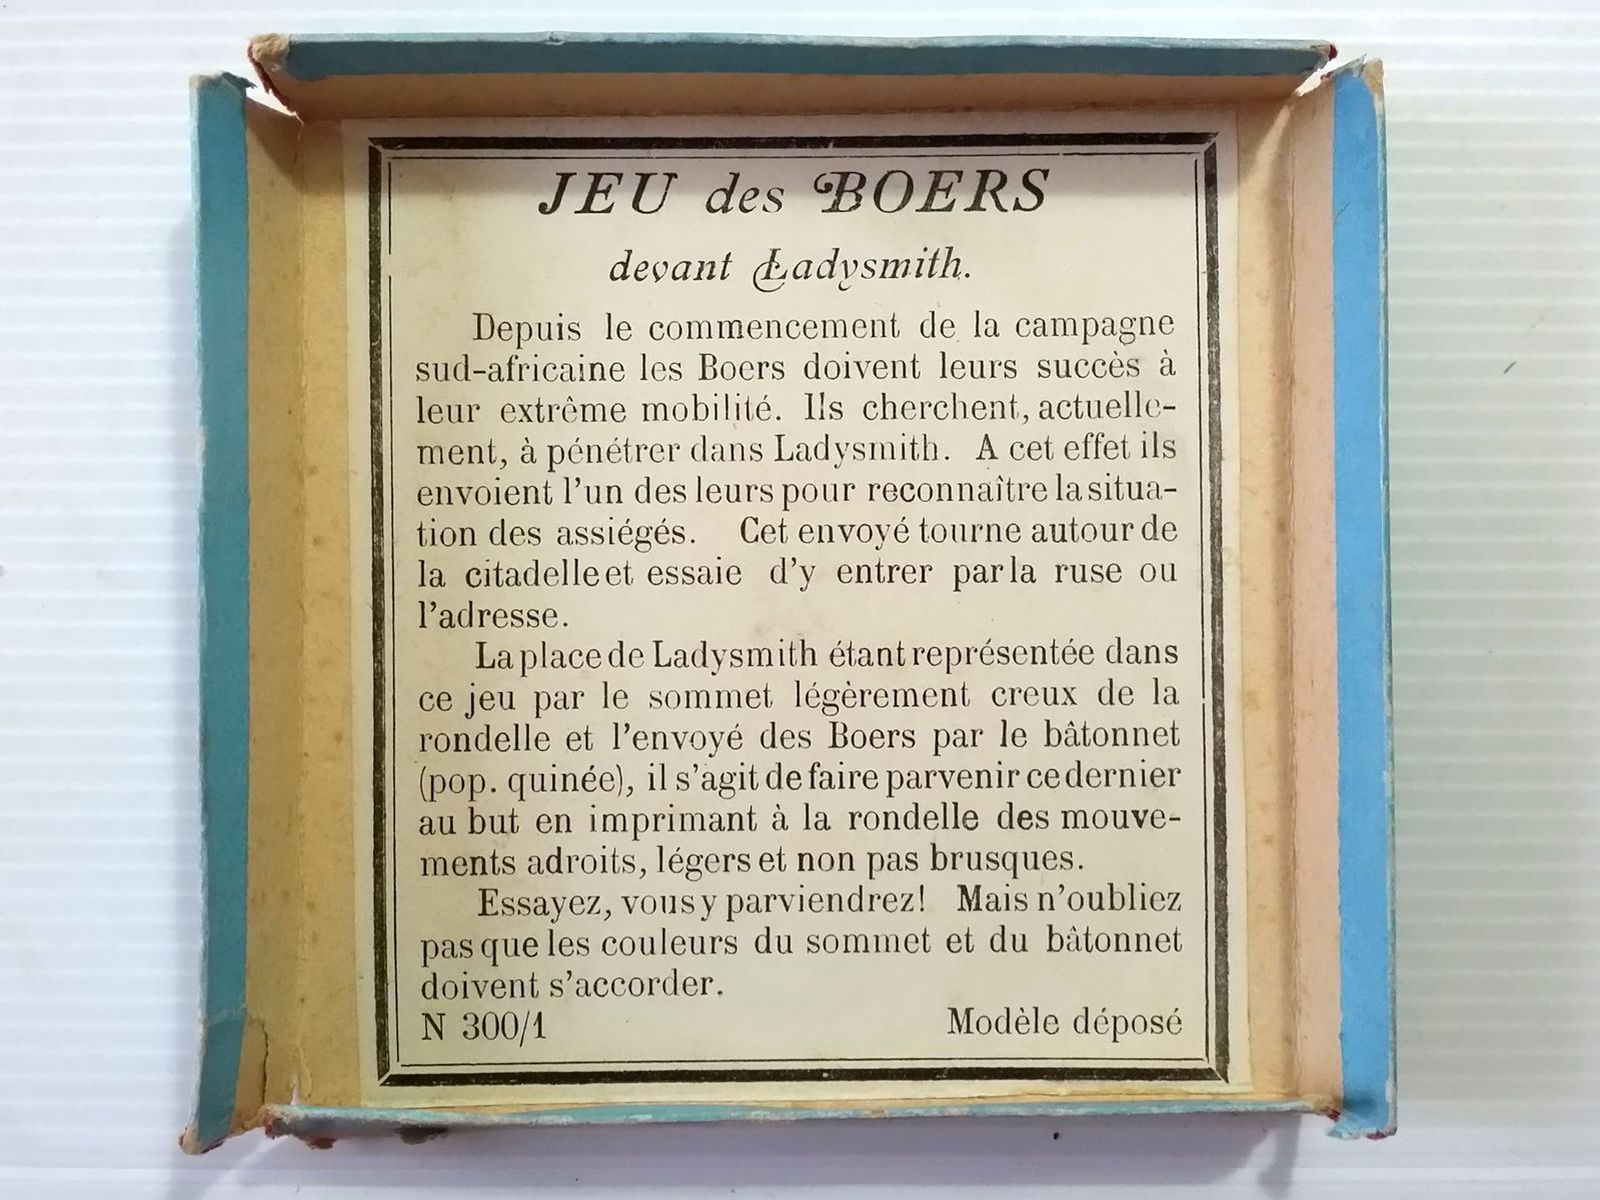 JEU des BOERS
devant Ladysmith.
Depuis le commencement de la campagne
sud-africaine les Boers doivent leurs succès à
leur extrême mobilité. Ils cherchent, actuelle-
ment, à pénétrer dans Ladysmith. A cet effet ils
envoient l'un des leurs pour reconnaître la situa-
tion des assiégés. Cet envoyé tourne autour de
la citadelle et essaie d'y entrer par la ruse ou
l'adresse.
La place de Ladysmith étant représentée dans
ce jeu par le sommet légèrement creux de la
rondelle et l'envoyé des Boers par le bâtonnet
(pop. quinée), il s'agit de faire parvenir ce dernier
au but en imprimant à la rondelle des mouve-
ments adroits, légers et non pas brusques.
Essayez, vous y parviendrez! Mais n'oubliez
pas que les couleurs du sommet et du bâtonnet
doivent s'accorder.
N 300/1 Modèle déposé